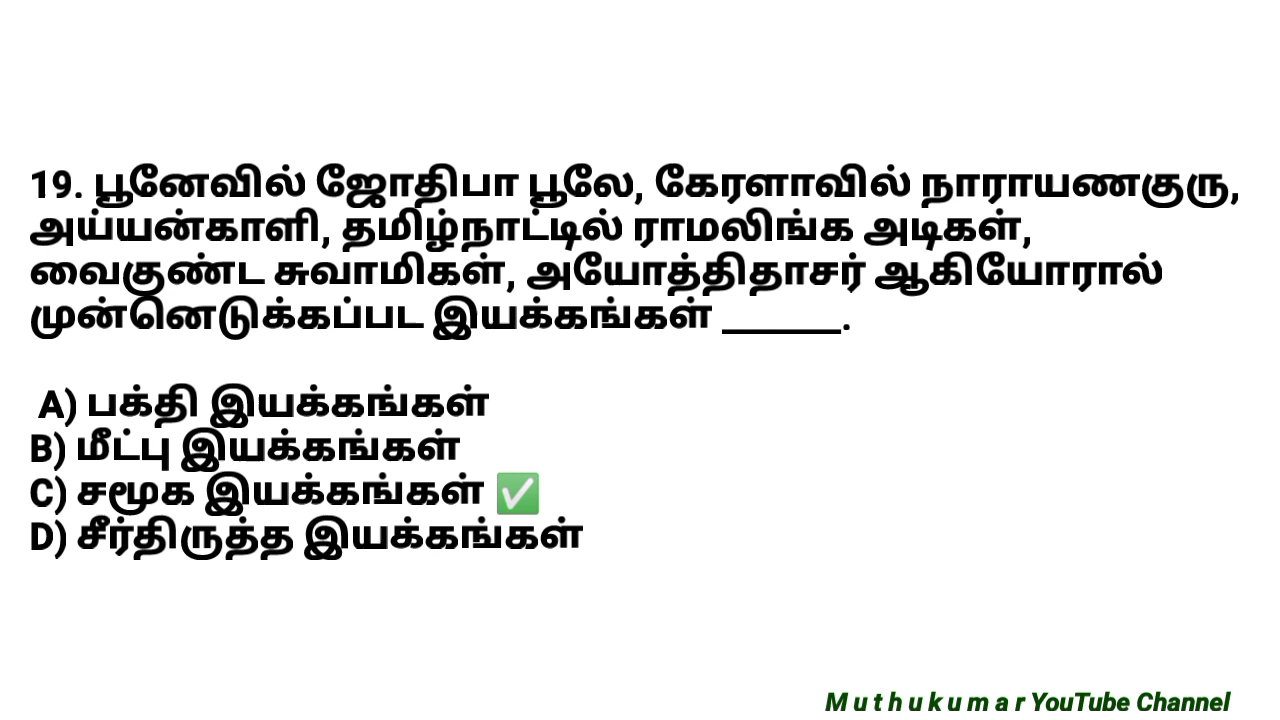 19. பூனேவில் ஜோதிபா பூலே, கேரளாவில் நாராயணகுரு,
அய்யன்காளி, தமிழ்நாட்டில் ராமலிங்க அடிகள்,
வைகுண்ட சுவாமிகள், அயோத்திதாசர் ஆகியோரால்
முன்னெடுக்கப்பட இயக்கங்கள் _______.
A) பக்தி இயக்கங்கள்
B) மீட்பு இயக்கங்கள்
C) சமூக இயக்கங்கள் ✅
D) சீர்திருத்த இயக்கங்கள்
M u t h u k u m a r YouTube Channel